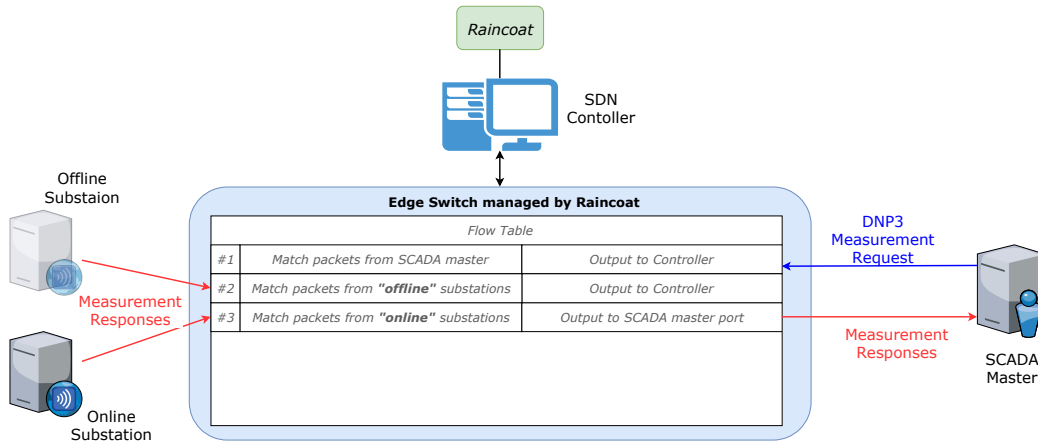 Raincoat
SDN
Contoller
Offline
Substaion
Edge Switch managed by Raincoat
Flow Table
#1 Match packets from SCADA master Output to Controller
#2 Match packets from "offline" substations Output to Controller
#3 Match packets from "online" substations Output to SCADA master port
DNP3
Measurement
Request
Measurement
Responses
Measurement
Responses
SCADA
Master
Online
Substation